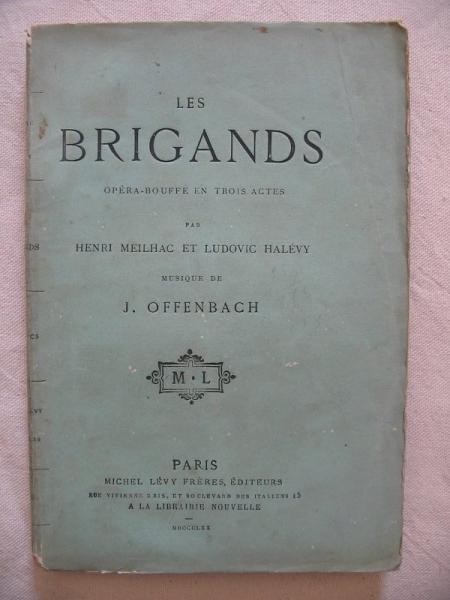 LES
BRIGANDS
OPÉRA-BOUFFE EN TROIS ACTES
PAR
HENRI MEILHAC ET LUDOVIC HALÉVY
MUSIQUE DE
J. OFFENBACH
M·L
PARIS
MICHEL LÉVY FRÈRES, ÉDITEURS
RUE VIVIENNE 2 BIS, ET BOULEVARD DES ITALIENS 15
A LA LIBRAIRIE NOUVELLE
MDCCCLXX